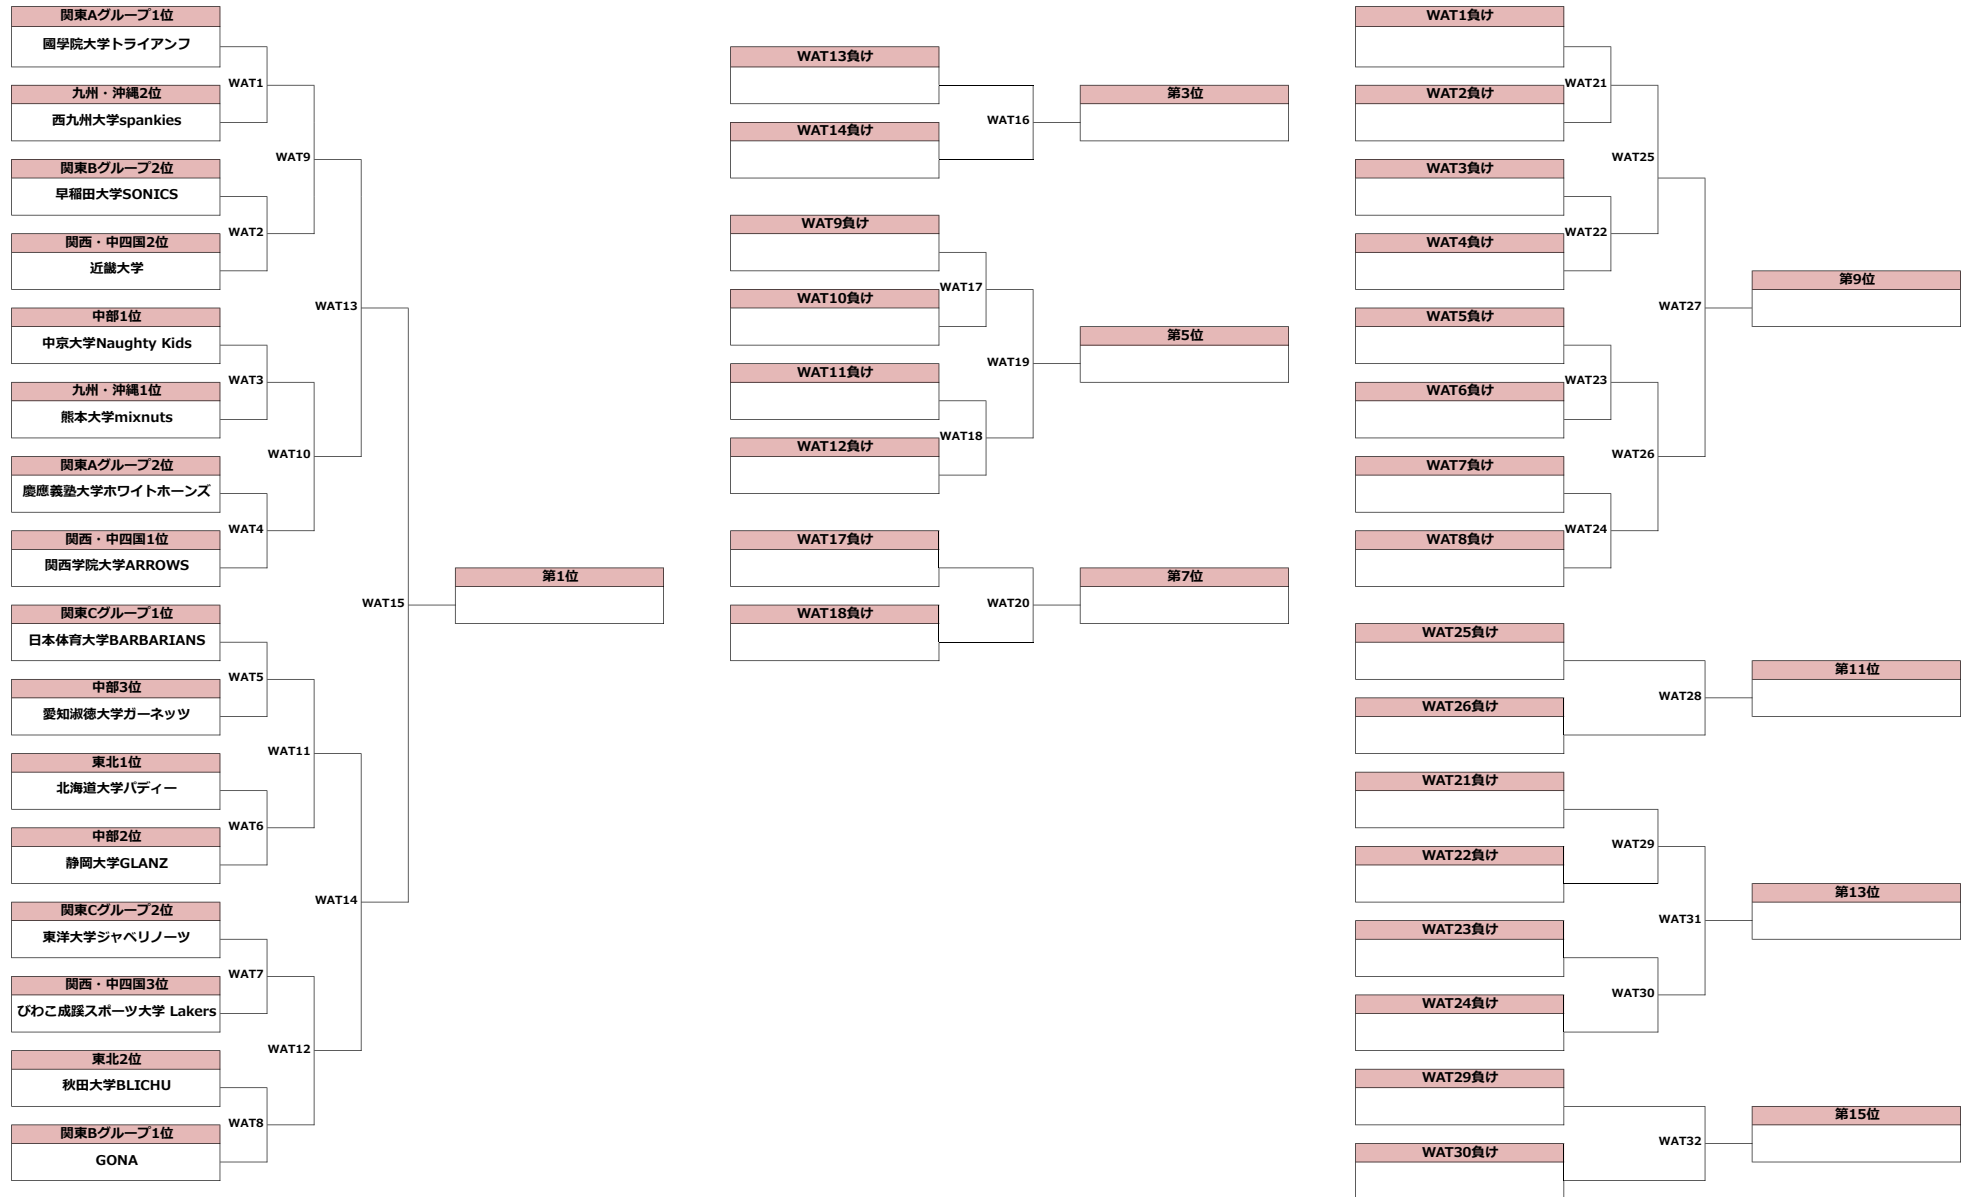 関東Aグループ1位
國學院大学トライアンフ
WAT1
九州・沖縄2位
西九州大学spankies
WAT9
関東Bグループ2位
早稲田大学SONICS
WAT2
関西・中四国2位
近畿大学
WAT13
中部1位
中京大学Naughty Kids
WAT3
九州・沖縄1位
熊本大学mixnuts
WAT10
関東Aグループ2位
慶應義塾大学ホワイトホーンズ
WAT4
関西・中四国1位
関西学院大学ARROWS
WAT15
第1位
関東Cグループ1位
日本体育大学BARBARIANS
WAT5
中部3位
愛知淑徳大学ガーネッツ
WAT11
東北1位
北海道大学パディー
WAT6
中部2位
静岡大学GLANZ
WAT14
関東Cグループ2位
東洋大学ジャベリノーツ
WAT7
関西・中四国3位
びわこ成蹊スポーツ大学 Lakers
WAT12
東北2位
秋田大学BLICHU
WAT8
関東Bグループ1位
GONA
WAT13負け
WAT16
第3位
WAT14負け
WAT9負け
WAT17
WAT10負け
WAT19
第5位
WAT11負け
WAT18
WAT12負け
WAT17負け
WAT20
第7位
WAT18負け
WAT1負け
WAT21
WAT2負け
WAT25
WAT3負け
WAT22
WAT4負け
WAT27
第9位
WAT5負け
WAT23
WAT6負け
WAT26
WAT7負け
WAT24
WAT8負け
WAT25負け
WAT28
第11位
WAT26負け
WAT21負け
WAT29
WAT22負け
WAT31
第13位
WAT23負け
WAT30
WAT24負け
WAT29負け
WAT32
第15位
WAT30負け